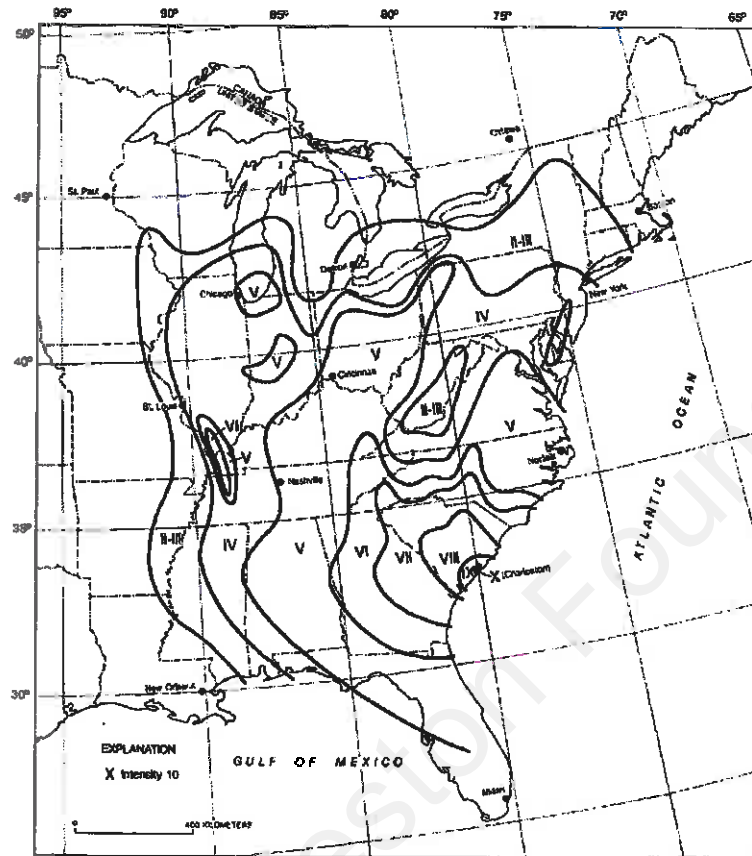 95° 90° 85° 80° 75° 70° 65°
50°
Ottawa
St. Paul
45°
Boston
II-III
Detroit
Chicago
V
New York
IV
40°
V
V
Cincinnati
V
St. Louis
VI
II-III
V
V
Norfolk
Nashville
ATLANTIC OCEAN
35°
II-III
IV
V
VI
VII
VIII
IX
X (Charleston)
30°
New Orleans
EXPLANATION
X Intensity 10
GULF OF MEXICO
Miami
0
400 KILOMETERS